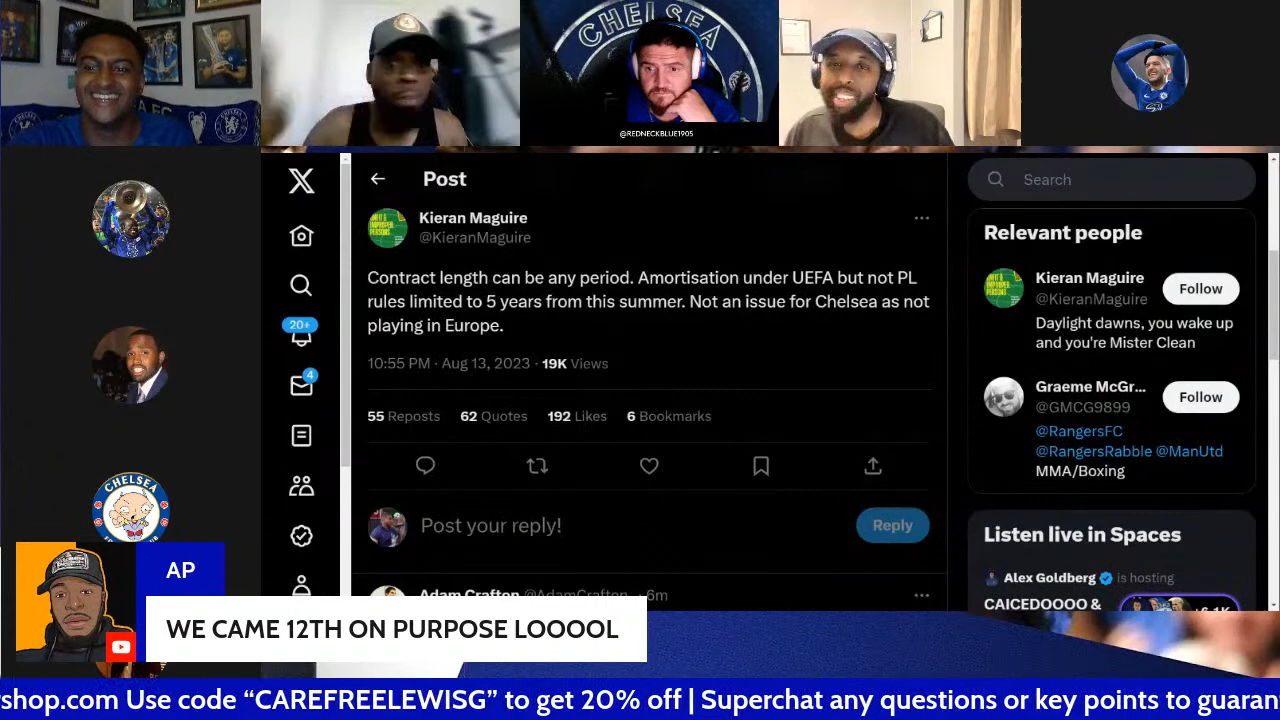 CHELSEA
@REDNECKBLUE1905
Post
Search
Kieran Maguire
@KieranMaguire
Contract length can be any period. Amortisation under UEFA but not PL
rules limited to 5 years from this summer. Not an issue for Chelsea as not
playing in Europe.
10:55 PM · Aug 13, 2023 · 19K Views
55 Reposts 62 Quotes 192 Likes 6 Bookmarks
20+
4
Post your reply!
Reply
Adam Crafton @AdamCrafton · 6m
Relevant people
Kieran Maguire
@KieranMaguire
Follow
Daylight dawns, you wake up
and you're Mister Clean
Graeme McGr...
@GMCG9899
Follow
@RangersFC
@RangersRabble @ManUtd
MMA/Boxing
Listen live in Spaces
Alex Goldberg is hosting
CAICEDOOOO &
+6.1K
CHELSEA
AP
WE CAME 12TH ON PURPOSE LOOOOL
rshop.com Use code “CAREFREELEWISG” to get 20% off | Superchat any questions or key points to guaran